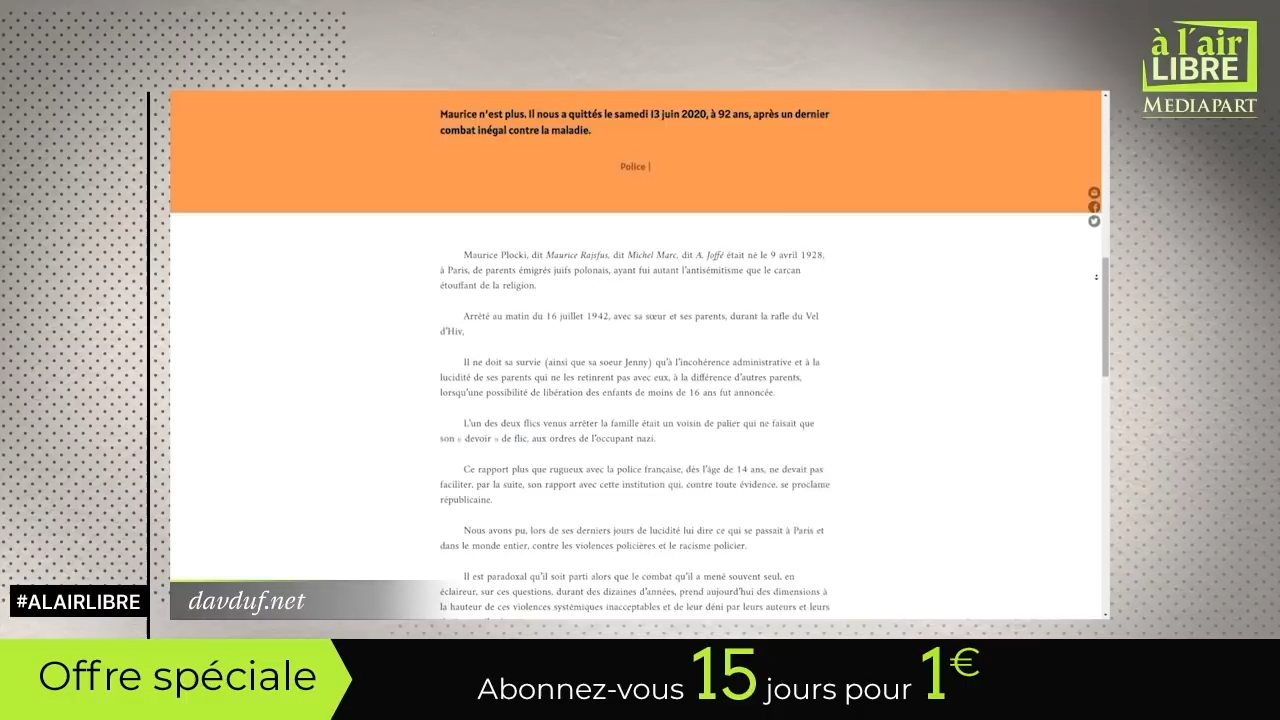 à l'air
LIBRE
MEDIAPART
Maurice n'est plus. Il nous a quittés le samedi 13 juin 2020, à 92 ans, après un dernier
combat inégal contre la maladie.
Police |
Maurice Plocki, dit Maurice Rajsfus, dit Michel Marc, dit A. Joffé était né le 9 avril 1928,
à Paris, de parents émigrés juifs polonais, ayant fui autant l'antisémitisme que le carcan
étouffant de la religion.
Arrêté au matin du 16 juillet 1942, avec sa sœur et ses parents, durant la rafle du Vel
d'Hiv,
Il ne doit sa survie (ainsi que sa soeur Jenny) qu'à l'incohérence administrative et à la
lucidité de ses parents qui ne les retinrent pas avec eux, à la différence d'autres parents,
lorsqu'une possibilité de libération des enfants de moins de 16 ans fut annoncée.
L'un des deux flics venus arrêter la famille était un voisin de palier qui ne faisait que
son « devoir » de flic, aux ordres de l'occupant nazi.
Ce rapport plus que rugueux avec la police française, dès l'âge de 14 ans, ne devait pas
faciliter, par la suite, son rapport avec cette institution qui, contre toute évidence, se proclame
républicaine.
Nous avons pu, lors de ses derniers jours de lucidité lui dire ce qui se passait à Paris et
dans le monde entier, contre les violences policières et le racisme policier.
Il est paradoxal qu'il soit parti alors que le combat qu'il a mené souvent seul, en
éclaireur, sur ces questions, durant des dizaines d'années, prend aujourd'hui des dimensions à
la hauteur de ces violences systémiques inacceptables et de leur déni par leurs auteurs et leurs
#ALAIRLIBRE
davduf.net
Offre spéciale
Abonnez-vous 15 jours pour 1€